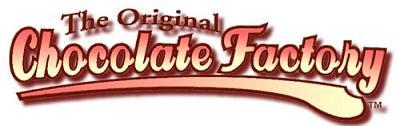 The Original
Chocolate Factory
TM